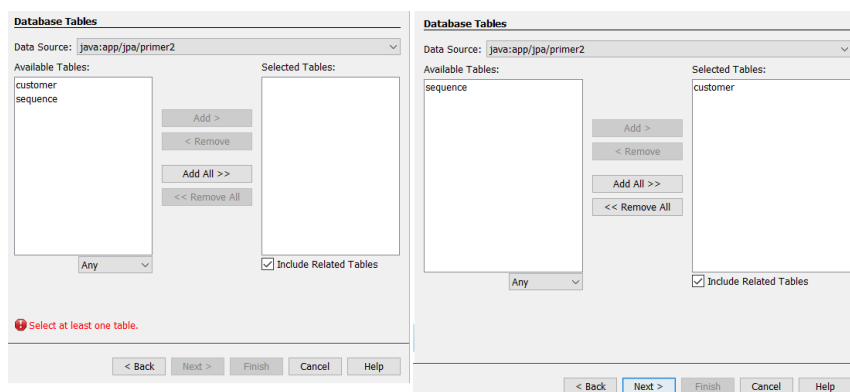 Database Tables
Data Source: java:app/jpa/primer2
Available Tables:
Selected Tables:
customer
sequence
Add >
< Remove
Add All >>
<< Remove All
Any
Include Related Tables
Select at least one table.
< Back
Next >
Finish
Cancel
Help
Database Tables
Data Source: java:app/jpa/primer2
Available Tables:
Selected Tables:
sequence
customer
Add >
< Remove
Add All >>
<< Remove All
Any
Include Related Tables
< Back
Next >
Finish
Cancel
Help